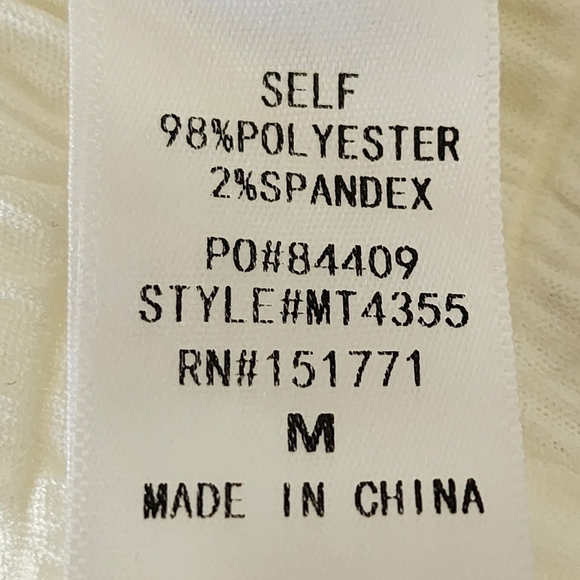 SELF
98%POLYESTER
2%SPANDEX
PO#84409
STYLE#MT4355
RN#151771
M
MADE IN CHINA